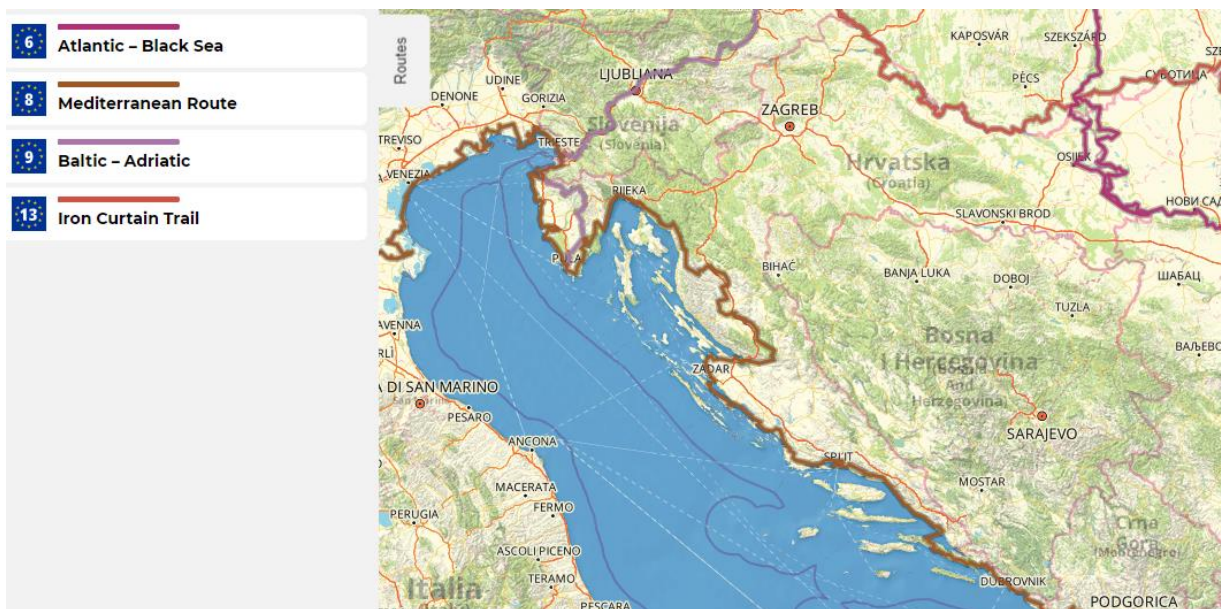 6
Atlantic – Black Sea
8
Mediterranean Route
9
Baltic – Adriatic
13
Iron Curtain Trail
Routes
KAPOSVÁR
SZEKSZÁRD
UDINE
LJUBLJANA
PÉCS
СУБОТИЦА
DENONE
GORIZIA
ZAGREB
TREVISO
TRIESTE
Slovenija
(Slovenia)
OSIJEK
VENEZIA
Hrvatska
(Croatia)
RIJEKA
НОВИ САД
SLAVONSKI BROD
PULA
BIHAĆ
BANJA LUKA
DOBOJ
ШАБАЦ
TUZLA
AVENNA
Bosna
ВАЉЕВО
RLÌ
I Hercegovina
ZADAR
And
Herzegovina)
A DI SAN MARINO
PESARO
SARAJEVO
ANCONA
SPLIT
MACERATA
MOSTAR
PERUGIA
FERMO
Crna
Gora
(Montenegro)
ASCOLI PICENO
TERAMO
DUBROVNIK
Italia
PESCARA
PODGORICA